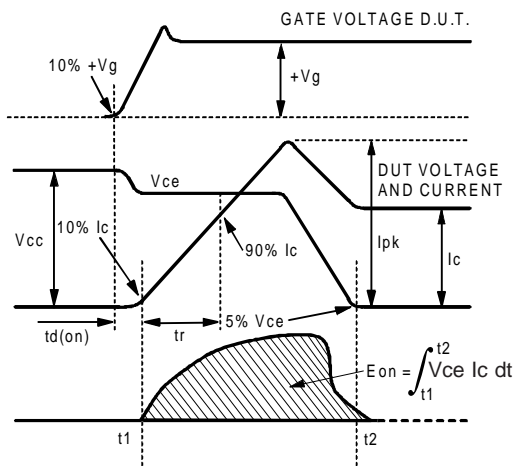 GATE VOLTAGE D.U.T.
10% +Vg
+Vg
Vce
DUT VOLTAGE
AND CURRENT
Vcc
10% Ic
90% Ic
Ipk
Ic
td(on)
tr
5% Vce
Eon = ∫ Vce Ic dt
t2
t1
t1
t2